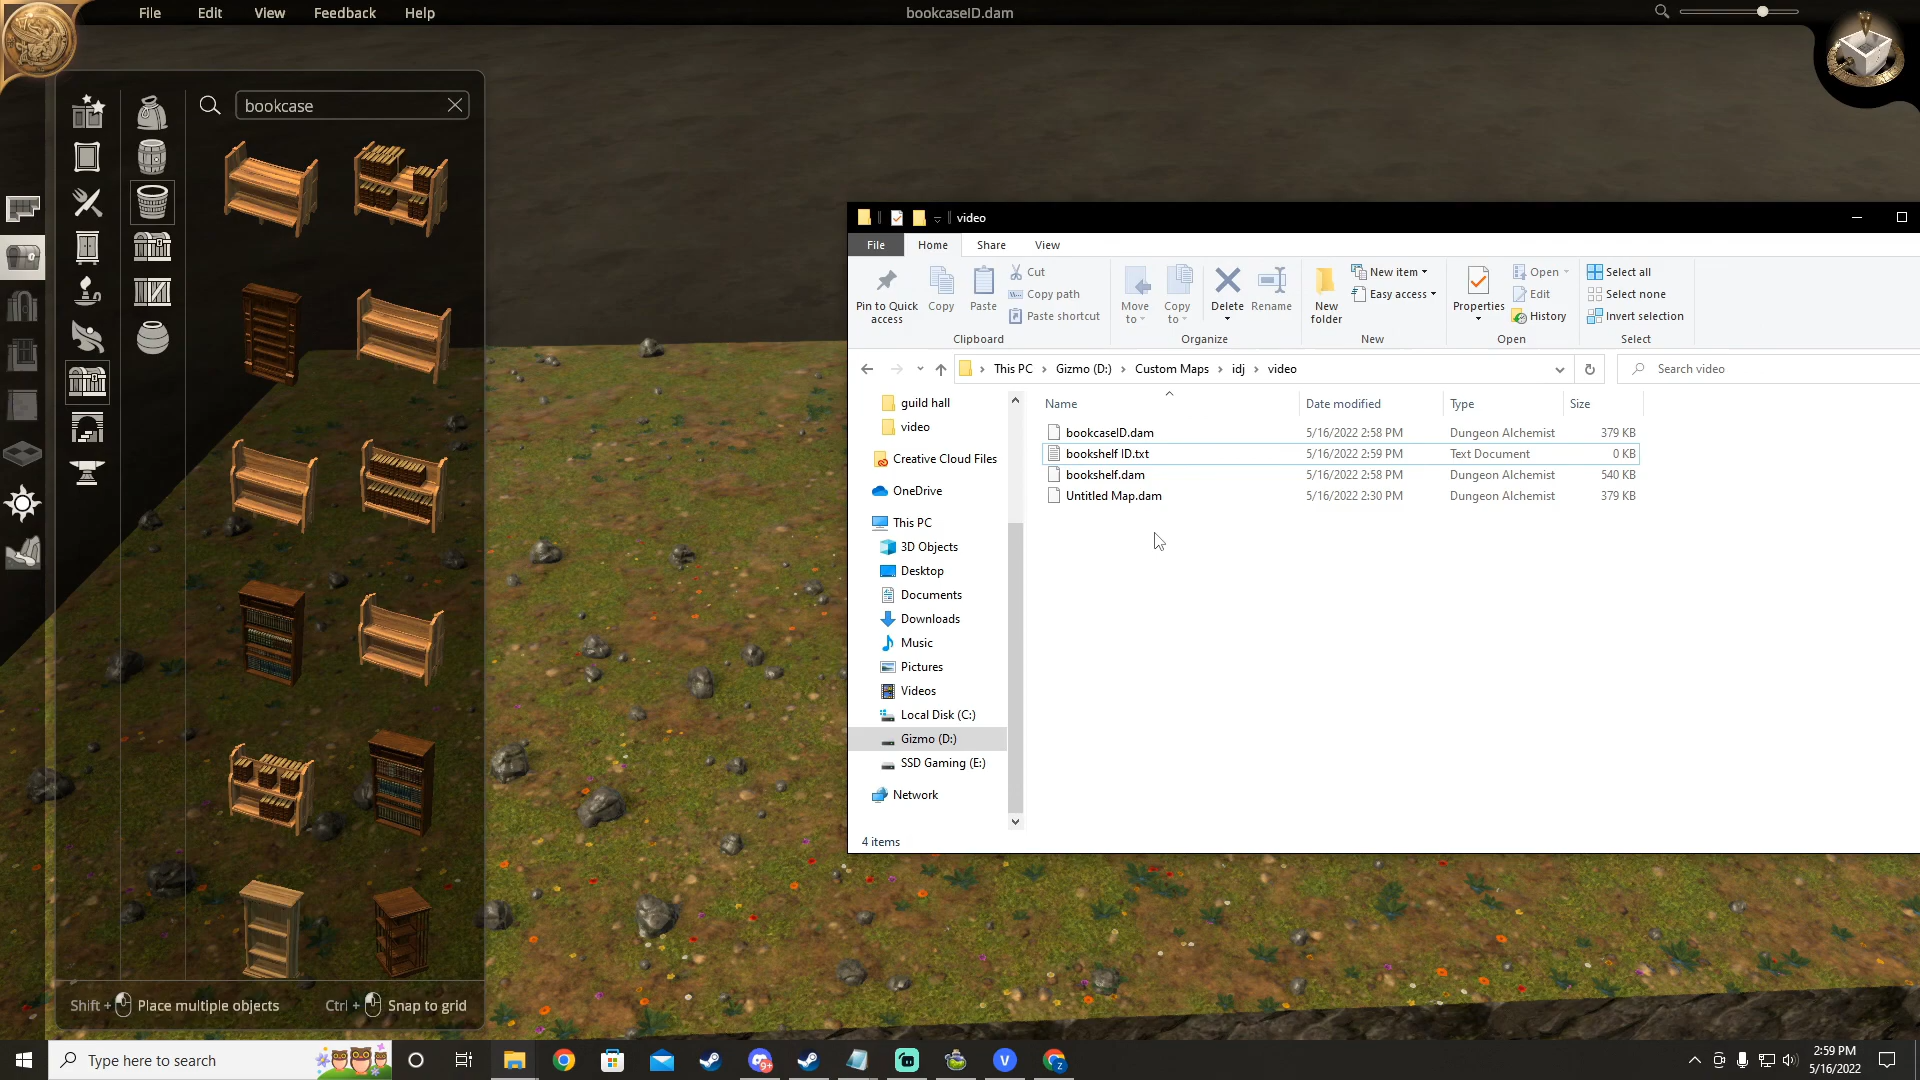 File Edit View Feedback Help
bookcaseID.dam
bookcase
video
File Home Share View
Pin to Quick access
Copy
Paste
Cut
Copy path
Paste shortcut
Clipboard
Move to
Copy to
Delete
Rename
Organize
New folder
New item
Easy access
New
Properties
Open
Edit
History
Open
Select all
Select none
Invert selection
Select
This PC > Gizmo (D:) > Custom Maps > idj > video
Search video
guild hall
video
Creative Cloud Files
OneDrive
This PC
3D Objects
Desktop
Documents
Downloads
Music
Pictures
Videos
Local Disk (C:)
Gizmo (D:)
SSD Gaming (E:)
Network
Name Date modified Type Size
bookcaseID.dam 5/16/2022 2:58 PM Dungeon Alchemist 379 KB
bookshelf ID.txt 5/16/2022 2:59 PM Text Document 0 KB
bookshelf.dam 5/16/2022 2:58 PM Dungeon Alchemist 540 KB
Untitled Map.dam 5/16/2022 2:30 PM Dungeon Alchemist 379 KB
4 items
Shift + Place multiple objects Ctrl + Snap to grid
Type here to search
9+
V
Z
2:59 PM
5/16/2022